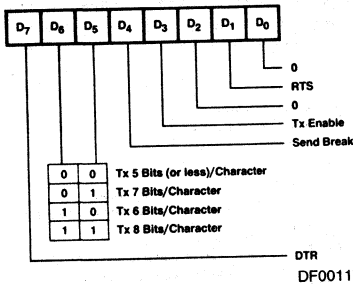 D7 D6 D5 D4 D3 D2 D1 D0
0
RTS
0
Tx Enable
Send Break
0 0 Tx 5 Bits (or less)/Character
0 1 Tx 7 Bits/Character
1 0 Tx 6 Bits/Character
1 1 Tx 8 Bits/Character
DTR
DF0011